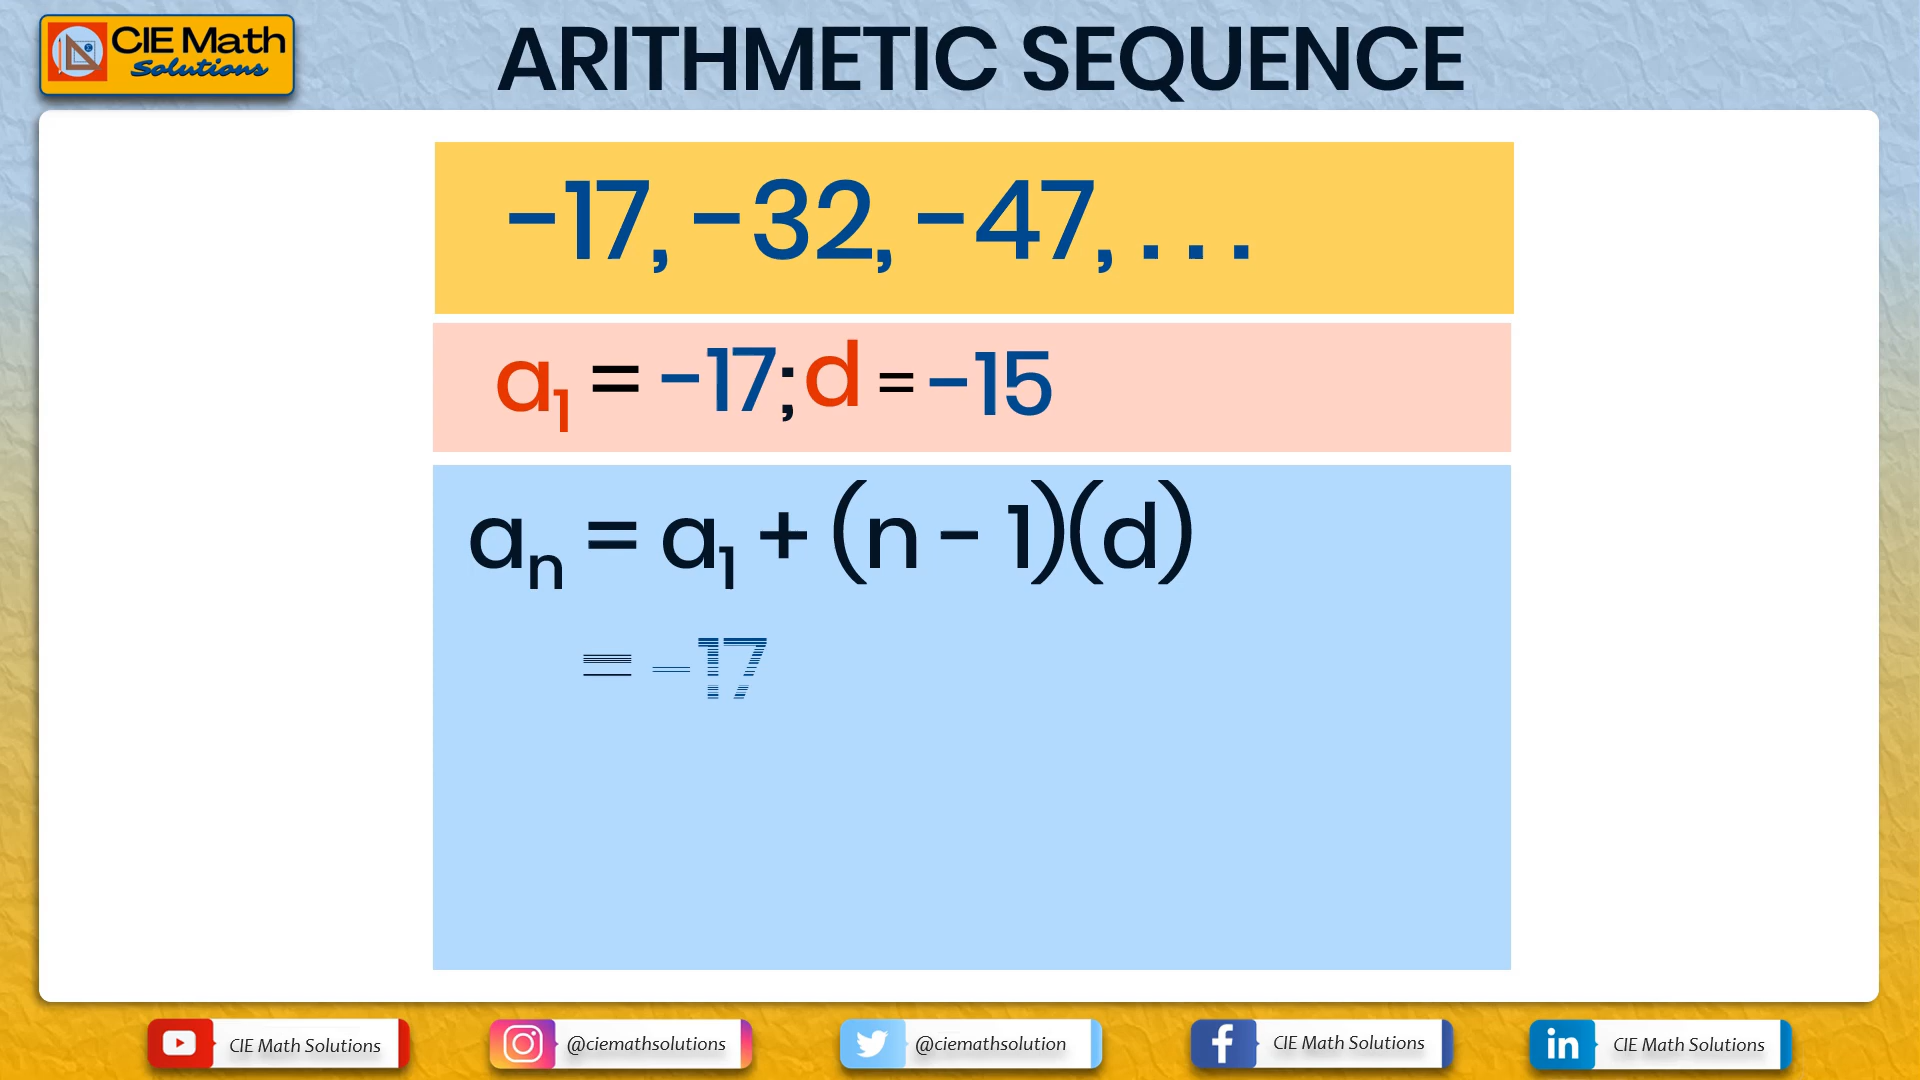 CIE Math
Solutions
ARITHMETIC SEQUENCE
-17, -32, -47, . . .
a₁ = -17; d = -15
aₙ = a₁ + (n - 1)(d)
= -17
CIE Math Solutions
@ciemathsolutions
@ciemathsolution
CIE Math Solutions
in
CIE Math Solutions